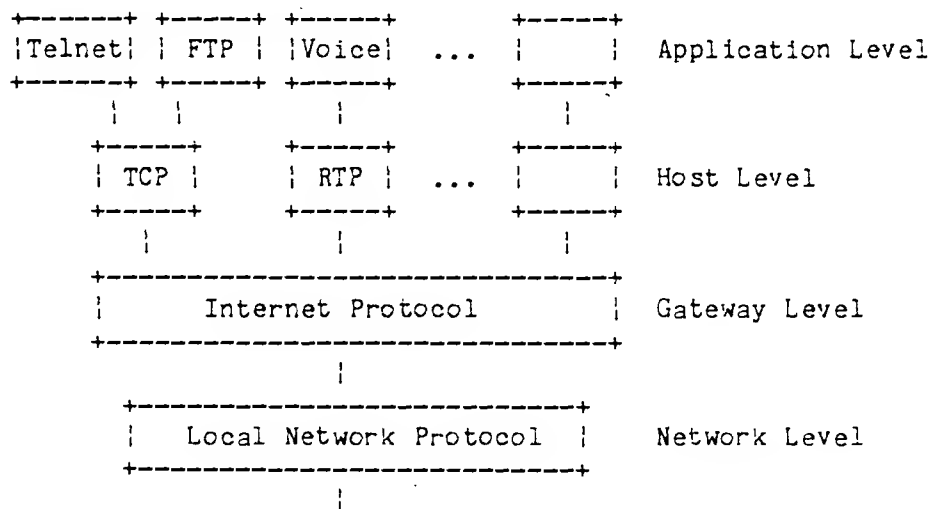 Telnet FTP Voice ... Application Level
TCP RTP ... Host Level
Internet Protocol Gateway Level
Local Network Protocol Network Level